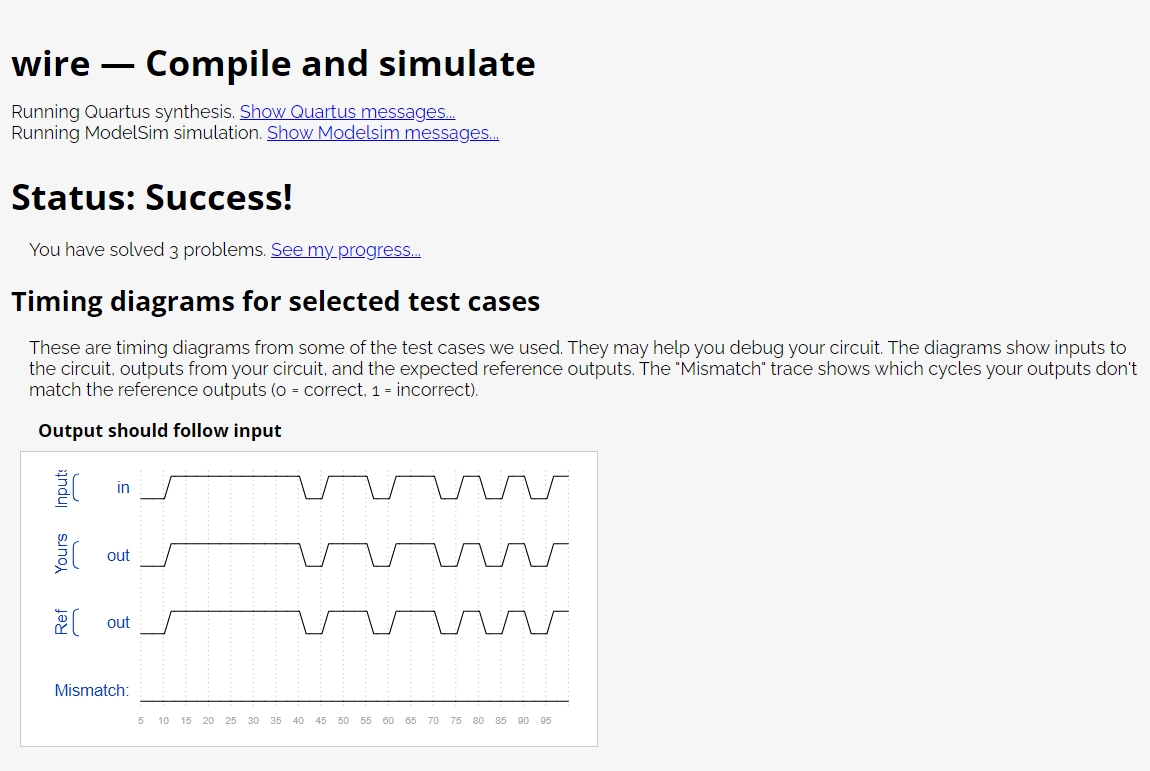 wire — Compile and simulate
Running Quartus synthesis. Show Quartus messages...
Running ModelSim simulation. Show Modelsim messages...
Status: Success!
You have solved 3 problems. See my progress...
Timing diagrams for selected test cases
These are timing diagrams from some of the test cases we used. They may help you debug your circuit. The diagrams show inputs to
the circuit, outputs from your circuit, and the expected reference outputs. The "Mismatch" trace shows which cycles your outputs don't
match the reference outputs (0 = correct, 1 = incorrect).
Output should follow input
Inputs
in
Yours
out
Ref
out
Mismatch:
5 10 15 20 25 30 35 40 45 50 55 60 65 70 75 80 85 90 95